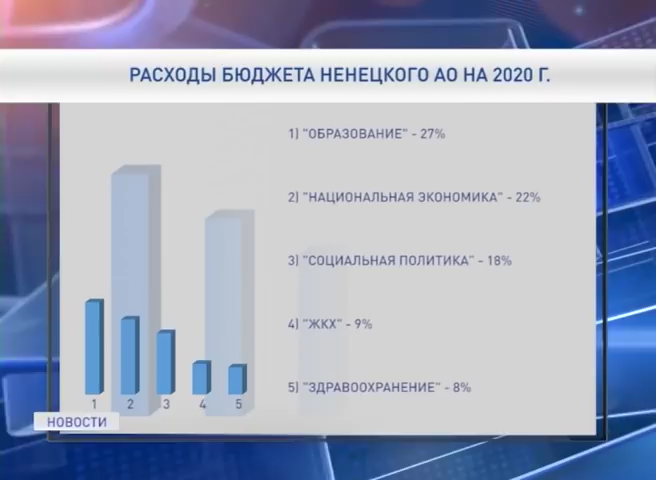 РАСХОДЫ БЮДЖЕТА НЕНЕЦКОГО АО НА 2020 Г.
1) "ОБРАЗОВАНИЕ" - 27%
2) "НАЦИОНАЛЬНАЯ ЭКОНОМИКА" - 22%
3) "СОЦИАЛЬНАЯ ПОЛИТИКА" - 18%
4) "ЖКХ" - 9%
5) "ЗДРАВООХРАНЕНИЕ" - 8%
1 2 3 4 5
НОВОСТИ